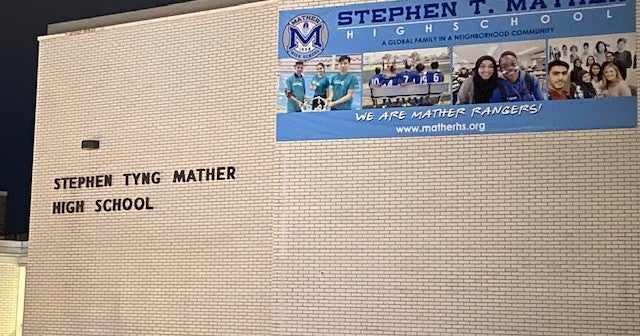 STEPHEN TYNG MATHER
HIGH SCHOOL
MATHER
M
STEPHEN T. MATHER
HIGH SCHOOL
A GLOBAL FAMILY IN A NEIGHBORHOOD COMMUNITY
WE ARE MATHER RANGERS!
www.matherhs.org